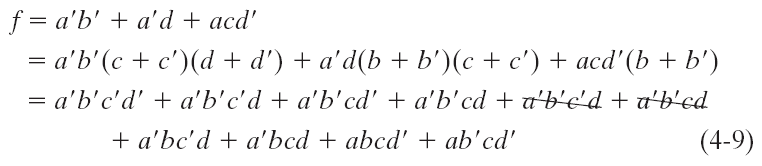 f = a′b′ + a′d + acd′
= a′b′(c + c′)(d + d′) + a′d(b + b′)(c + c′) + acd′(b + b′)
= a′b′c′d′ + a′b′c′d + a′b′cd′ + a′b′cd + a′b′c′d + a′b′cd
+ a′bc′d + a′bcd + abcd′ + ab′cd′ (4-9)